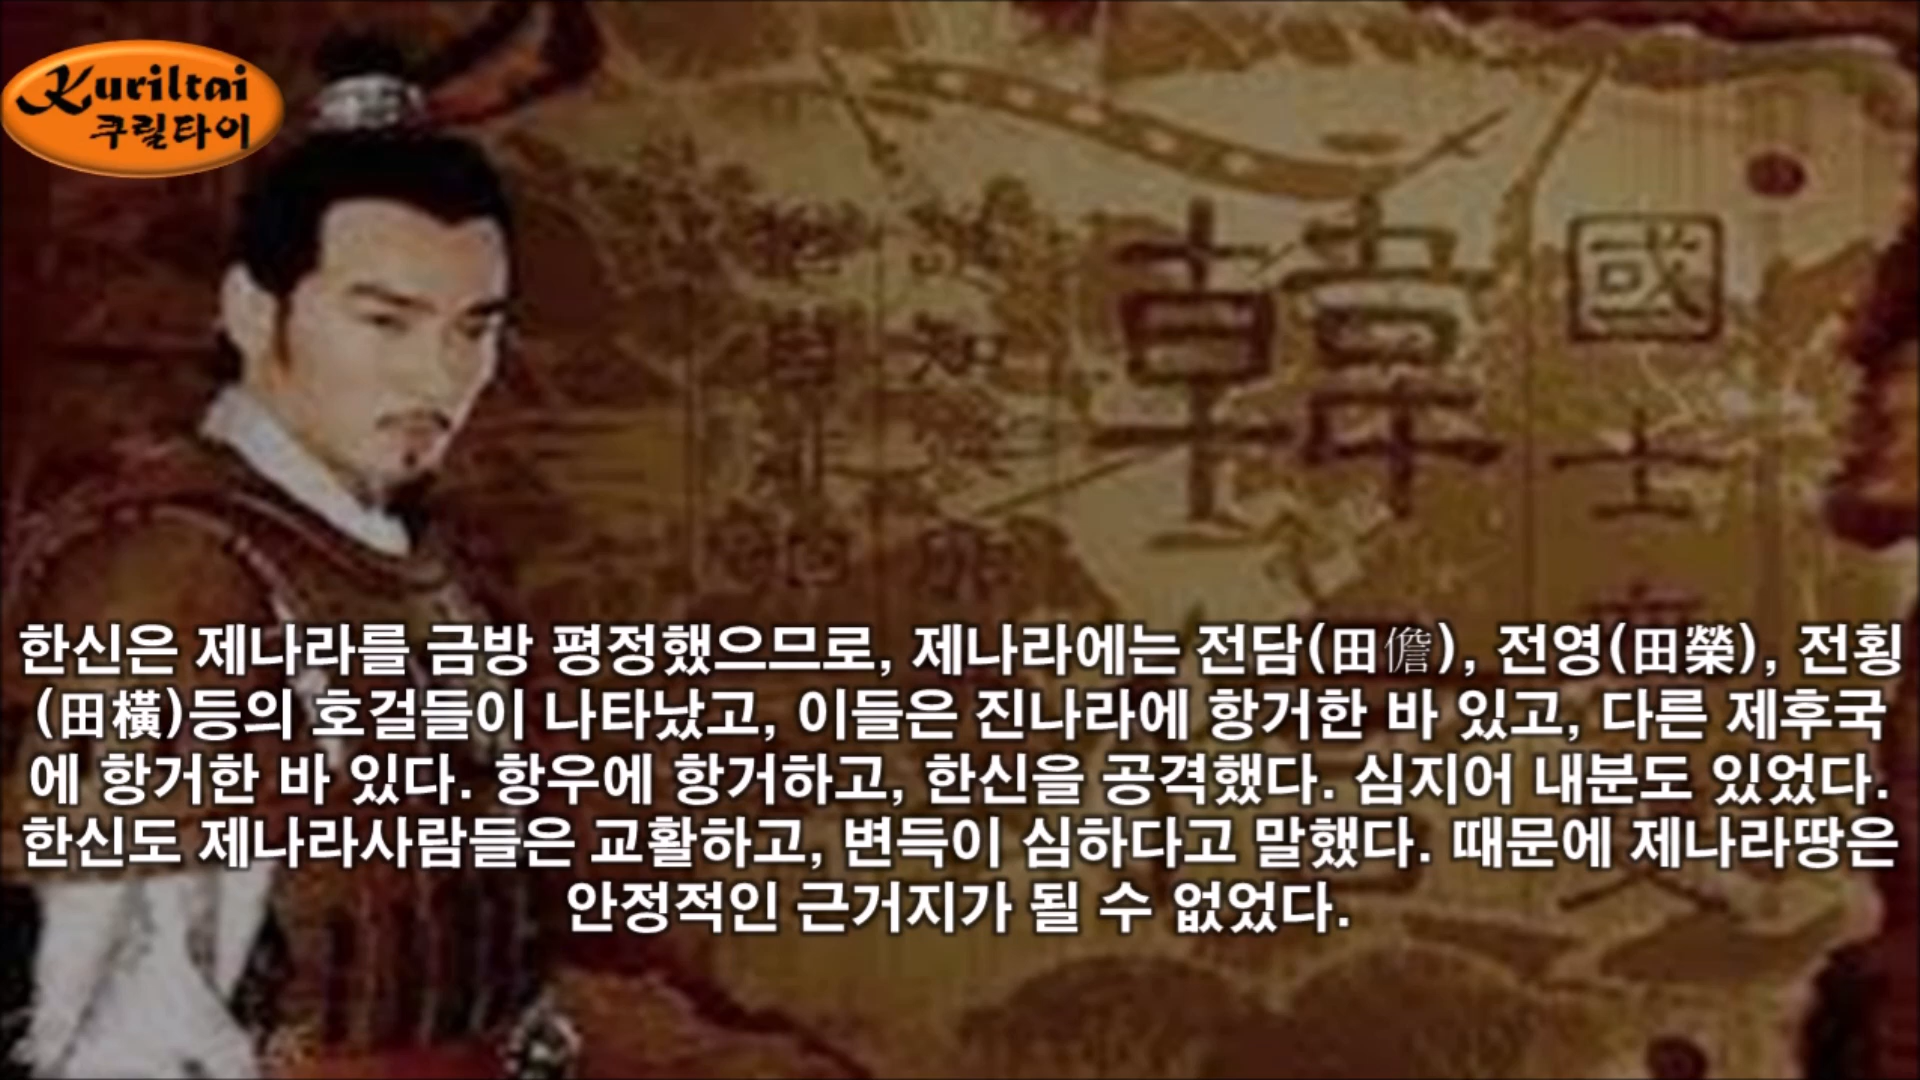 Kuriltai
쿠릴타이
韓
國
士
한신은 제나라를 금방 평정했으므로, 제나라에는 전담(田儋), 전영(田榮), 전횡
(田橫)등의 호걸들이 나타났고, 이들은 진나라에 항거한 바 있고, 다른 제후국
에 항거한 바 있다. 항우에 항거하고, 한신을 공격했다. 심지어 내분도 있었다.
한신도 제나라사람들은 교활하고, 변득이 심하다고 말했다. 때문에 제나라땅은
안정적인 근거지가 될 수 없었다.